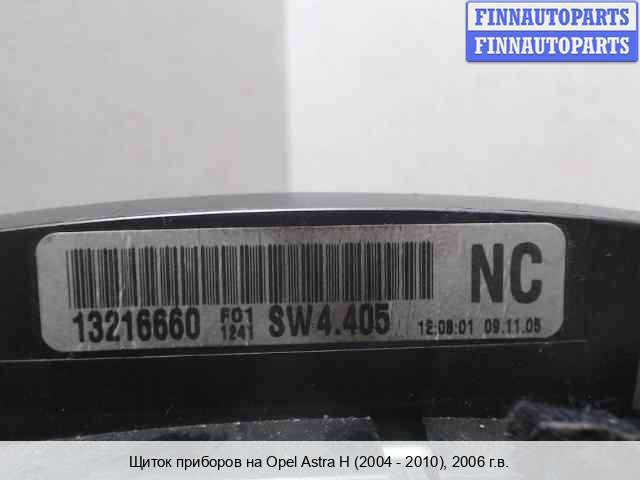 FINNAUTOPARTS
FINNAUTOPARTS
NC
13216660 F01 1241 SW4.405 12:08:01 09.11.05
Щиток приборов на Opel Astra H (2004 - 2010), 2006 г.в.